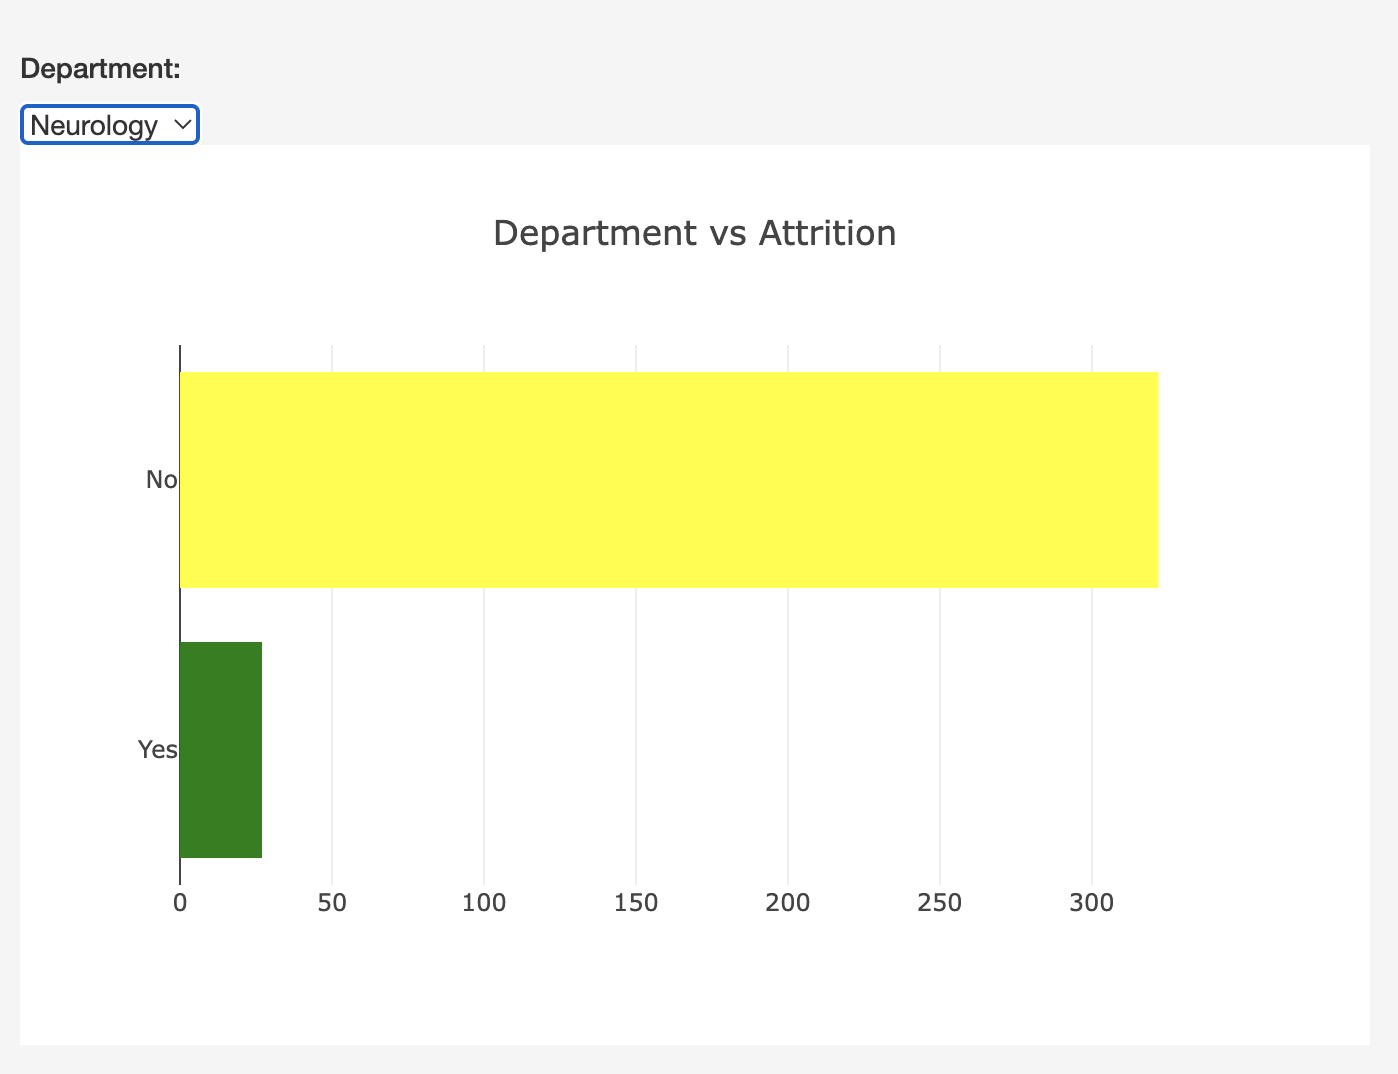 Department:
Neurology
Department vs Attrition
No
Yes
0 50 100 150 200 250 300